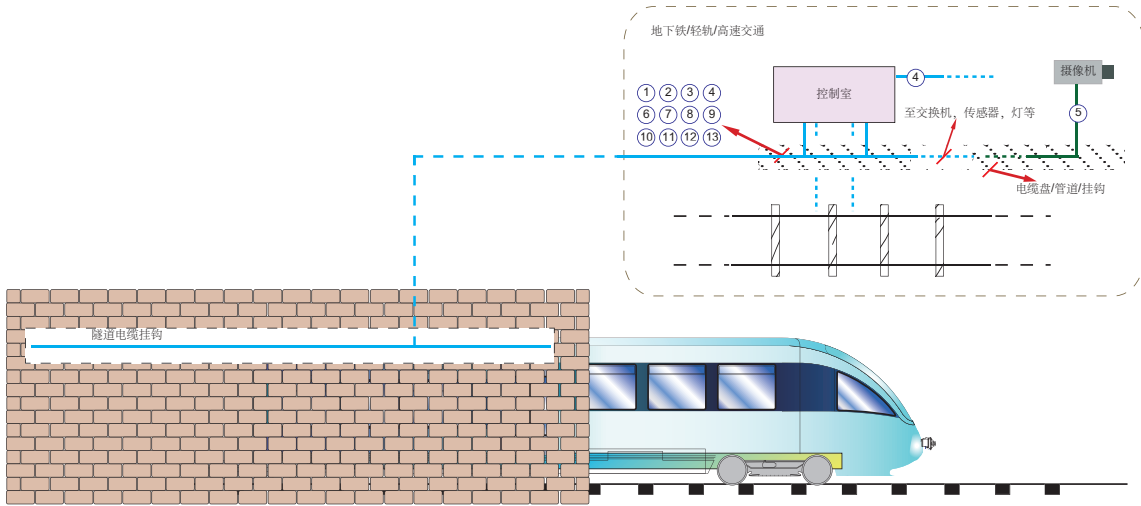 地下铁/轻轨/高速交通
摄像机
4
控制室
1 2 3 4
5
至交换机，传感器，灯等
6 7 8 9
10 11 12 13
电缆盘/管道/挂钩
隧道电缆挂钩